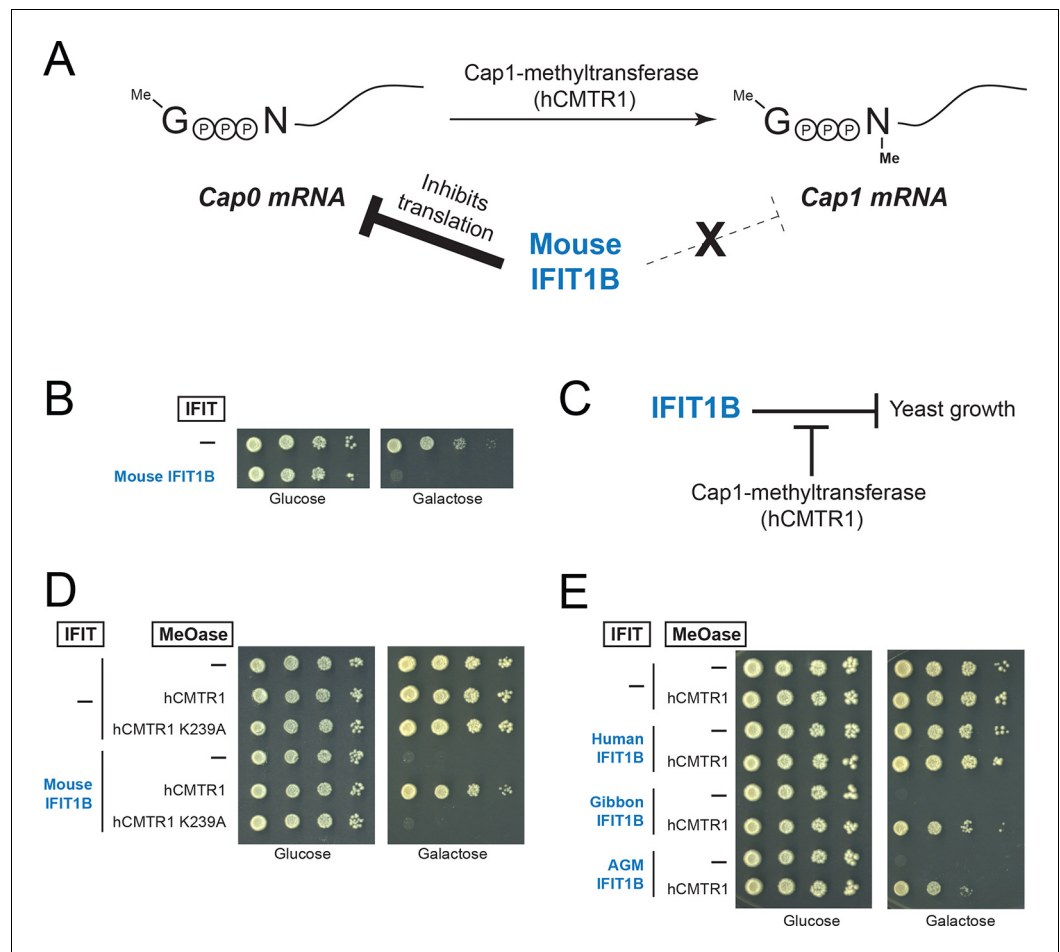 A
Cap1-methyltransferase
(hCMTR1)
Me
G P P P N
Me
G P P P N
Me
Cap0 mRNA
Cap1 mRNA
Inhibits
translation
X
Mouse
IFIT1B
B
IFIT
–
Mouse IFIT1B
Glucose
Galactose
C
IFIT1B
Yeast growth
Cap1-methyltransferase
(hCMTR1)
D
IFIT
MeOase
–
–
hCMTR1
hCMTR1 K239A
Mouse
IFIT1B
–
hCMTR1
hCMTR1 K239A
Glucose
Galactose
E
IFIT
MeOase
–
–
hCMTR1
Human
IFIT1B
–
hCMTR1
Gibbon
IFIT1B
–
hCMTR1
AGM
IFIT1B
–
hCMTR1
Glucose
Galactose